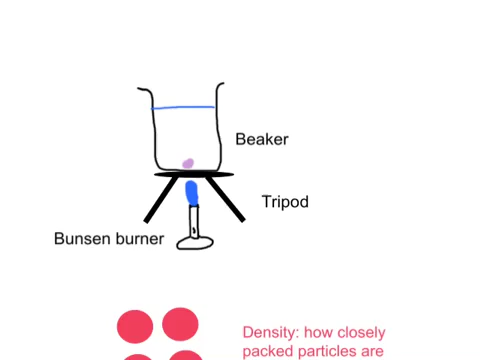 Beaker
Tripod
Bunsen burner
Density: how closely
packed particles are